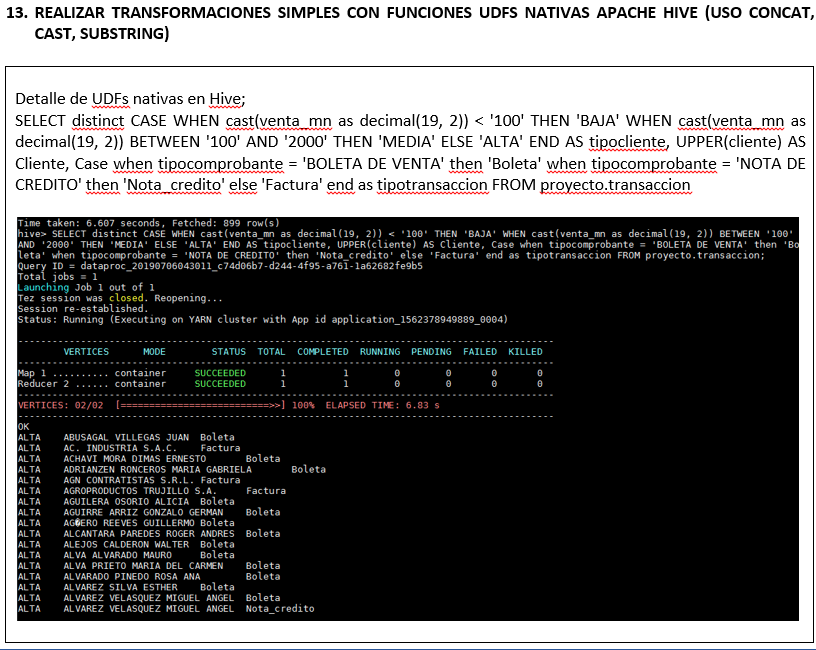 13. REALIZAR TRANSFORMACIONES SIMPLES CON FUNCIONES UDFS NATIVAS APACHE HIVE (USO CONCAT,
CAST, SUBSTRING)
Detalle de UDFs nativas en Hive;
SELECT distinct CASE WHEN cast(venta_mn as decimal(19, 2)) < '100' THEN 'BAJA' WHEN cast(venta_mn as
decimal(19, 2)) BETWEEN '100' AND '2000' THEN 'MEDIA' ELSE 'ALTA' END AS tipocliente, UPPER(cliente) AS
Cliente, Case when tipocomprobante = 'BOLETA DE VENTA' then 'Boleta' when tipocomprobante = 'NOTA DE
CREDITO' then 'Nota_credito' else 'Factura' end as tipotransaccion FROM proyecto.transaccion
Time taken: 6.607 seconds, Fetched: 899 row(s)
hive> SELECT distinct CASE WHEN cast(venta_mn as decimal(19, 2)) < '100' THEN 'BAJA' WHEN cast(venta_mn as decimal(19, 2)) BETWEEN '100'
AND '2000' THEN 'MEDIA' ELSE 'ALTA' END AS tipocliente, UPPER(cliente) AS Cliente, Case when tipocomprobante = 'BOLETA DE VENTA' then 'Bo
leta' when tipocomprobante = 'NOTA DE CREDITO' then 'Nota_credito' else 'Factura' end as tipotransaccion FROM proyecto.transaccion;
Query ID = dataproc_20190706043011_c74d06b7-d244-4f95-a761-1a62682fe9b5
Total jobs = 1
Launching Job 1 out of 1
Tez session was closed. Reopening...
Session re-established.
Status: Running (Executing on YARN cluster with App id application_1562378949889_0004)
----------------------------------------------------------------------------------------------
VERTICES MODE STATUS TOTAL COMPLETED RUNNING PENDING FAILED KILLED
----------------------------------------------------------------------------------------------
Map 1 .......... container SUCCEEDED 1 1 0 0 0 0
Reducer 2 ...... container SUCCEEDED 1 1 0 0 0 0
----------------------------------------------------------------------------------------------
VERTICES: 02/02 [==========================>>] 100% ELAPSED TIME: 6.83 s
----------------------------------------------------------------------------------------------
OK
ALTA ABUSAGAL VILLEGAS JUAN Boleta
ALTA AC. INDUSTRIA S.A.C. Factura
ALTA ACHAVI MORA DIMAS ERNESTO Boleta
ALTA ADRIANZEN RONCEROS MARIA GABRIELA Boleta
ALTA AGN CONTRATISTAS S.R.L. Factura
ALTA AGROPRODUCTOS TRUJILLO S.A. Factura
ALTA AGUILERA OSORIO ALICIA Boleta
ALTA AGUIRRE ARRIZ GONZALO GERMAN Boleta
ALTA AG�ERO REEVES GUILLERMO Boleta
ALTA ALCANTARA PAREDES ROGER ANDRES Boleta
ALTA ALEJOS CALDERON WALTER Boleta
ALTA ALVA ALVARADO MAURO Boleta
ALTA ALVA PRIETO MARIA DEL CARMEN Boleta
ALTA ALVARADO PINEDO ROSA ANA Boleta
ALTA ALVAREZ SILVA ESTHER Boleta
ALTA ALVAREZ VELASQUEZ MIGUEL ANGEL Boleta
ALTA ALVAREZ VELASQUEZ MIGUEL ANGEL Nota_credito